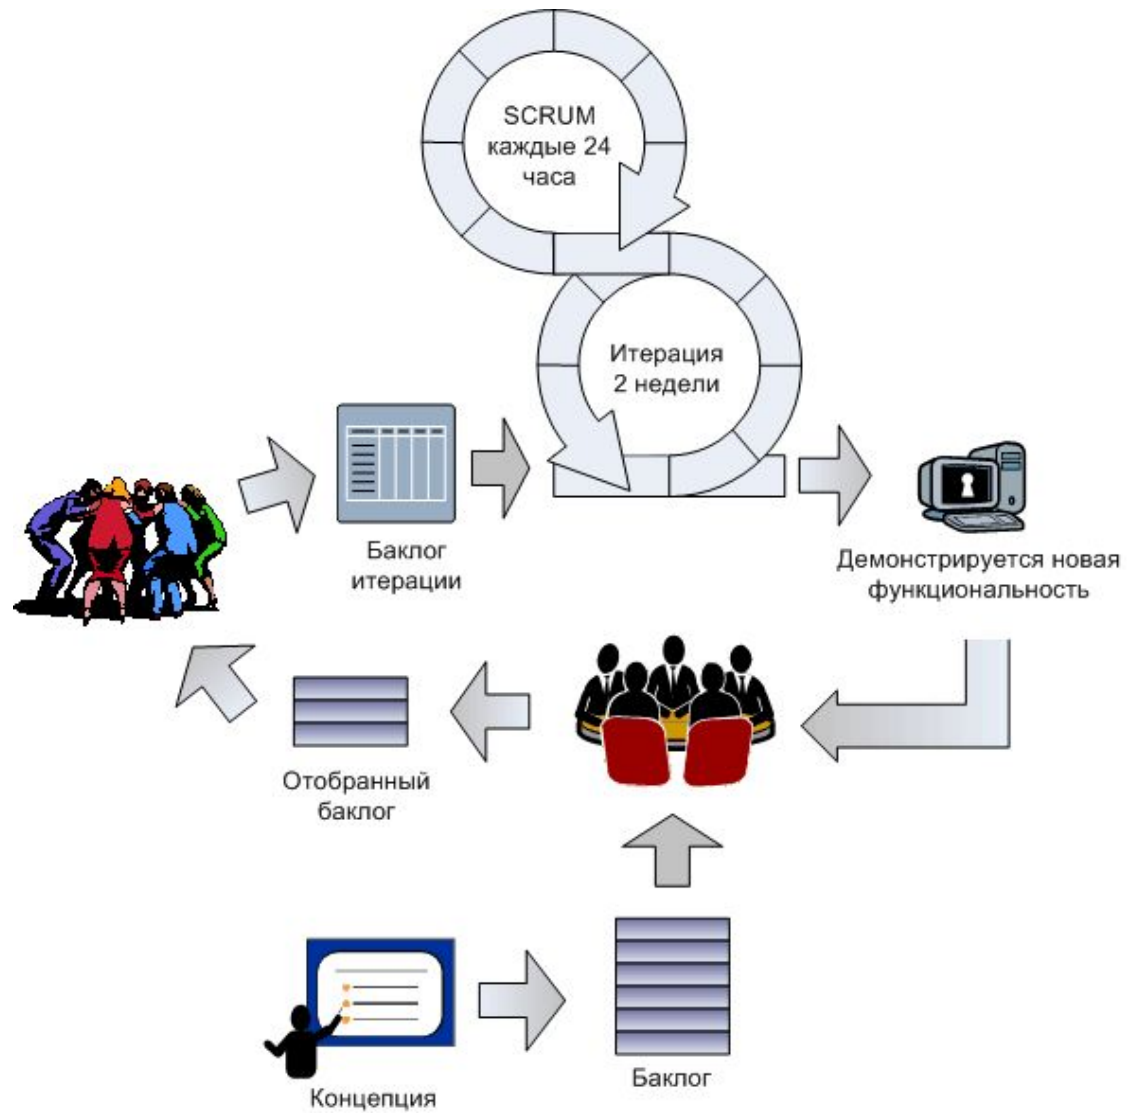 SCRUM
каждые 24
часа
Итерация
2 недели
Баклог
итерации
Демонстрируется новая
функциональность
Отобранный
баклог
Концепция
Баклог